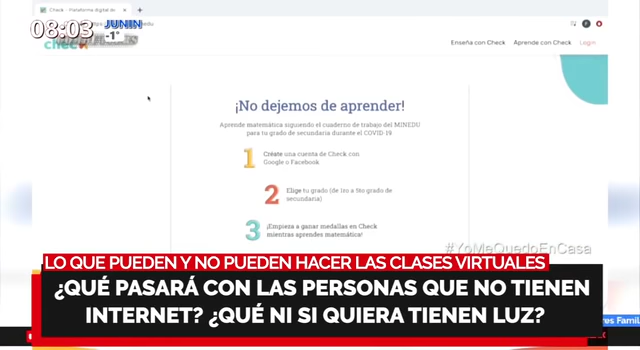 Check - Plataforma digital de
08:03
JUNIN
-1°
check
Enseña con Check
Aprende con Check
Login
¡No dejemos de aprender!
Aprende matemática siguiendo el cuaderno de trabajo del MINEDU
para tu grado de secundaria durante el COVID-19
1
Créate una cuenta de Check con
Google o Facebook
2
Elige tu grado (de 1ro a 5to grado de
secundaria)
3
¡Empieza a ganar medallas en Check
mientras aprendes matemática!
#YoMeQuedoEnCasa
LO QUE PUEDEN Y NO PUEDEN HACER LAS CLASES VIRTUALES
¿QUÉ PASARÁ CON LAS PERSONAS QUE NO TIENEN
INTERNET? ¿QUÉ NI SI QUIERA TIENEN LUZ?